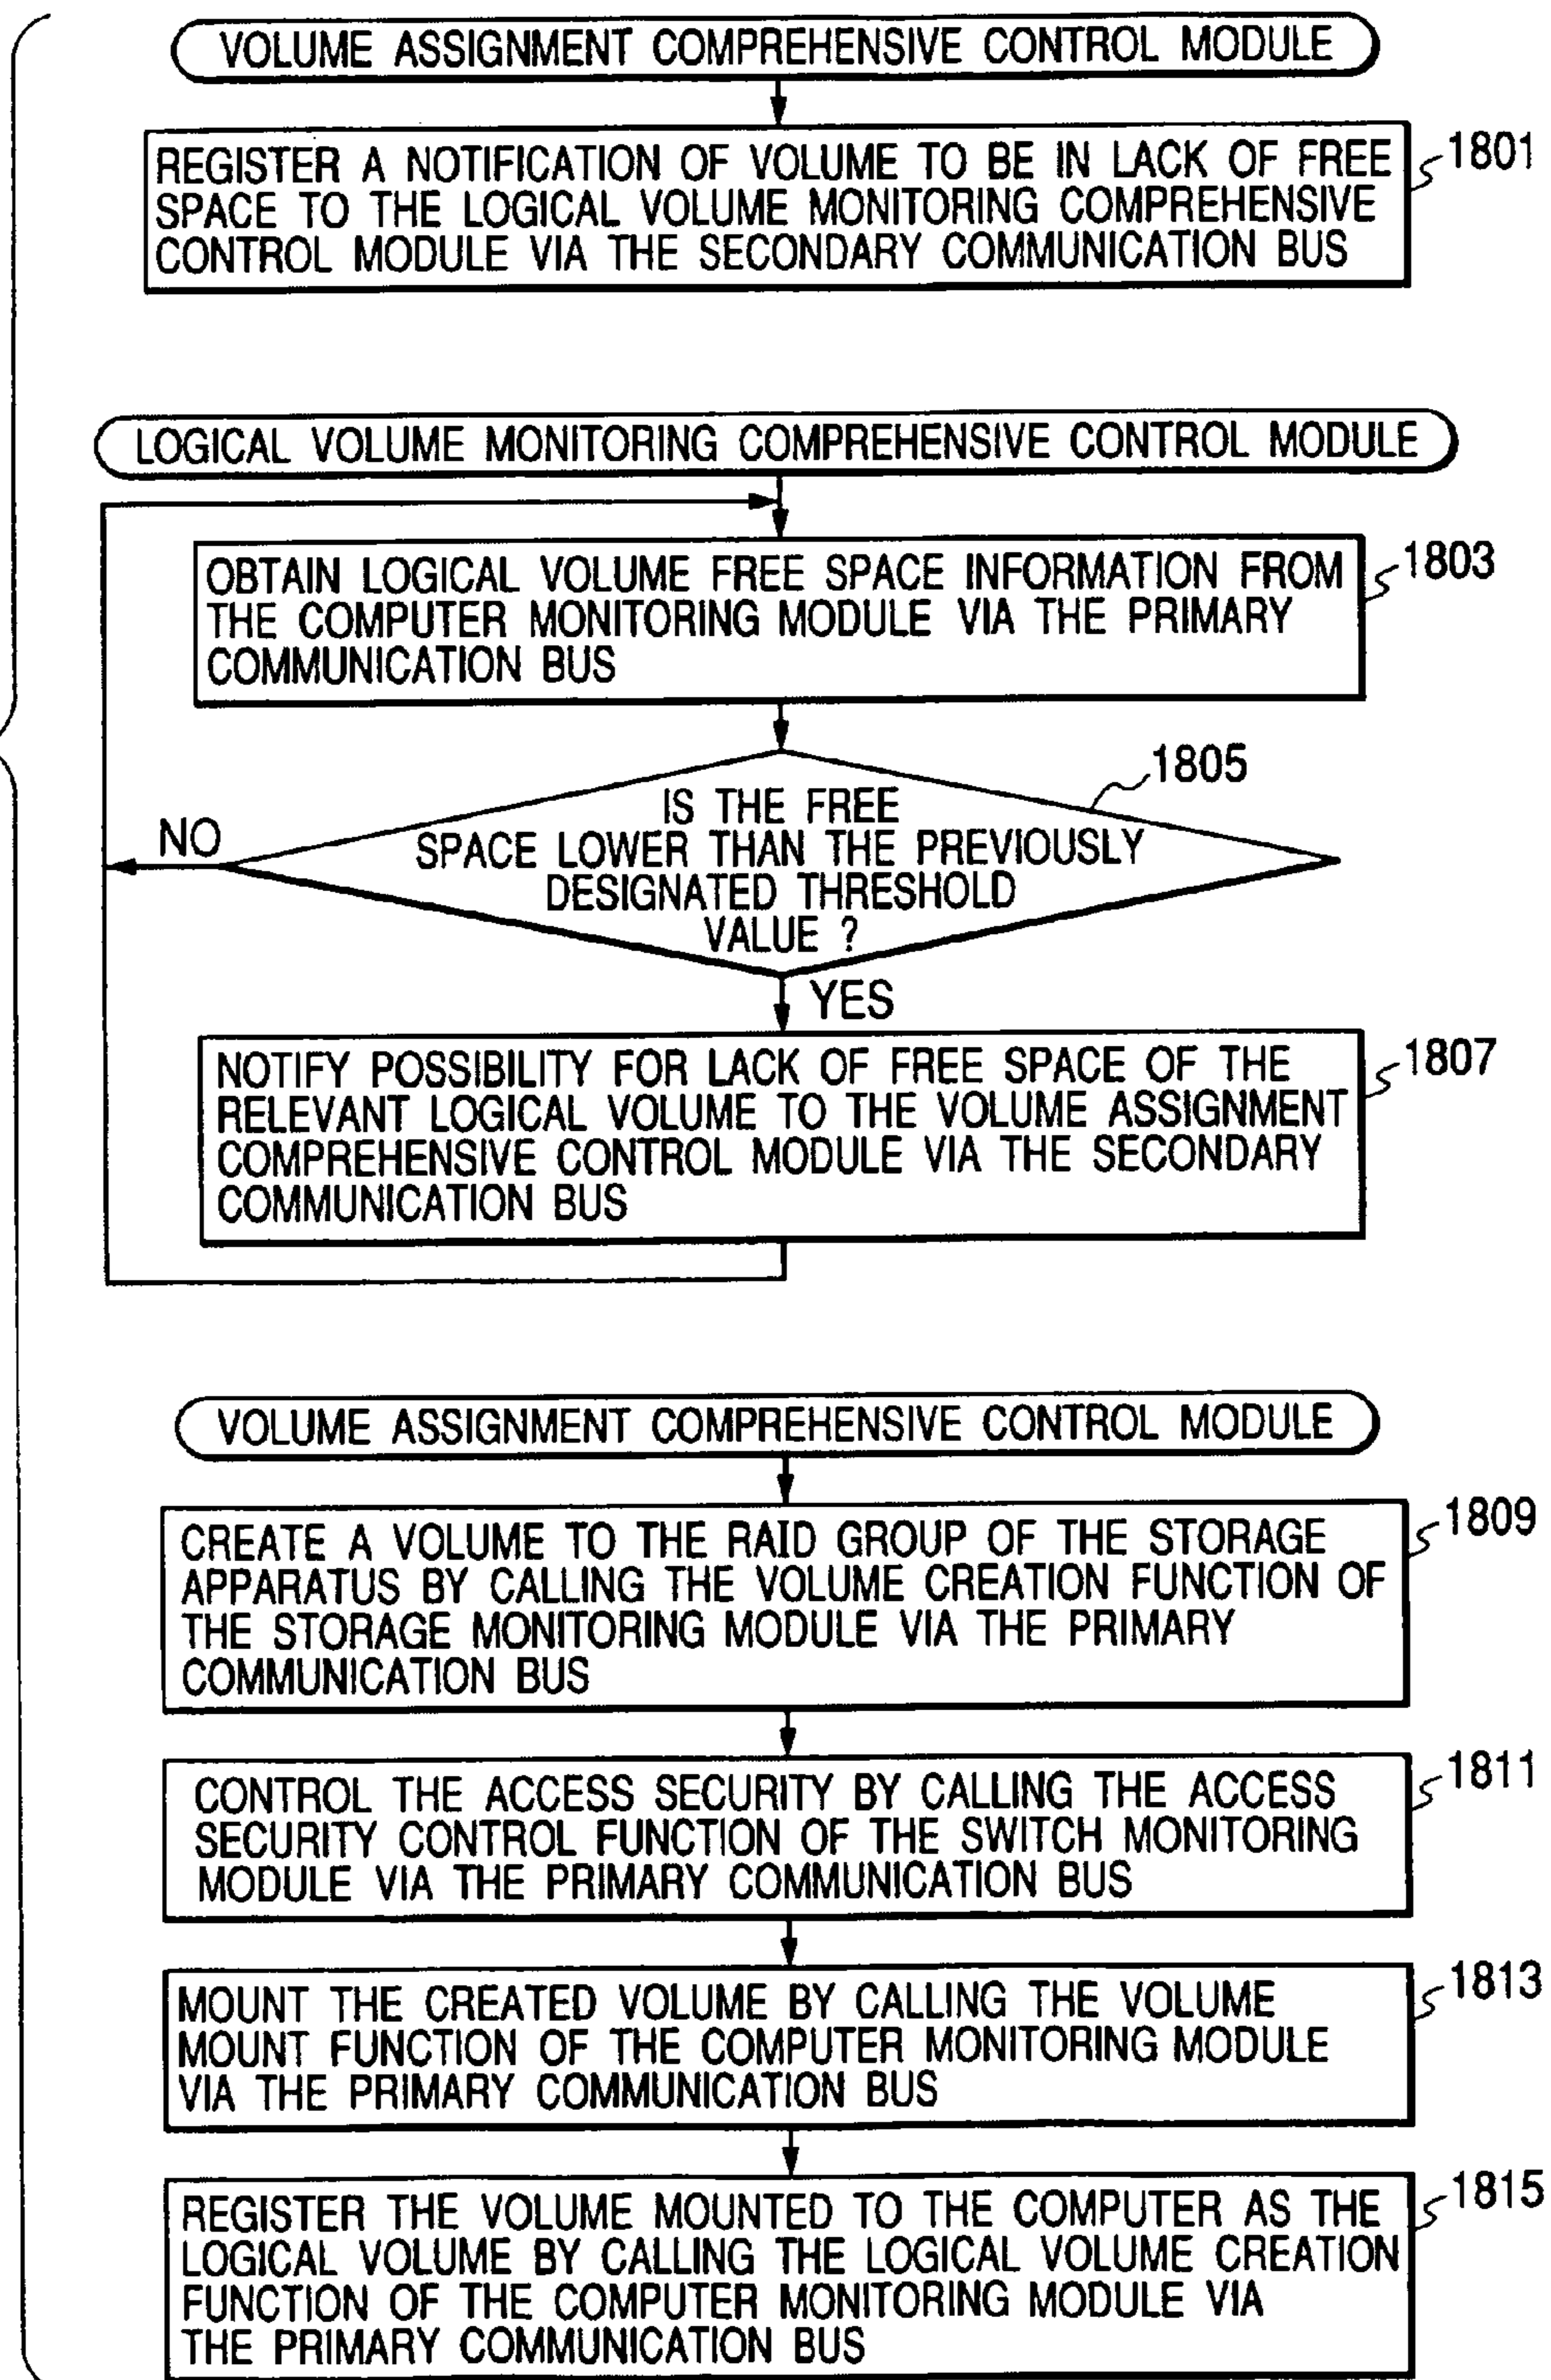 VOLUME ASSIGNMENT COMPREHENSIVE CONTROL MODULE
REGISTER A NOTIFICATION OF VOLUME TO BE IN LACK OF FREE
SPACE TO THE LOGICAL VOLUME MONITORING COMPREHENSIVE
CONTROL MODULE VIA THE SECONDARY COMMUNICATION BUS
1801
LOGICAL VOLUME MONITORING COMPREHENSIVE CONTROL MODULE
OBTAIN LOGICAL VOLUME FREE SPACE INFORMATION FROM
THE COMPUTER MONITORING MODULE VIA THE PRIMARY
COMMUNICATION BUS
1803
1805
IS THE FREE
SPACE LOWER THAN THE PREVIOUSLY
DESIGNATED THRESHOLD
VALUE ?
NO
YES
NOTIFY POSSIBILITY FOR LACK OF FREE SPACE OF THE
RELEVANT LOGICAL VOLUME TO THE VOLUME ASSIGNMENT
COMPREHENSIVE CONTROL MODULE VIA THE SECONDARY
COMMUNICATION BUS
1807
VOLUME ASSIGNMENT COMPREHENSIVE CONTROL MODULE
CREATE A VOLUME TO THE RAID GROUP OF THE STORAGE
APPARATUS BY CALLING THE VOLUME CREATION FUNCTION OF
THE STORAGE MONITORING MODULE VIA THE PRIMARY
COMMUNICATION BUS
1809
CONTROL THE ACCESS SECURITY BY CALLING THE ACCESS
SECURITY CONTROL FUNCTION OF THE SWITCH MONITORING
MODULE VIA THE PRIMARY COMMUNICATION BUS
1811
MOUNT THE CREATED VOLUME BY CALLING THE VOLUME
MOUNT FUNCTION OF THE COMPUTER MONITORING MODULE
VIA THE PRIMARY COMMUNICATION BUS
1813
REGISTER THE VOLUME MOUNTED TO THE COMPUTER AS THE
LOGICAL VOLUME BY CALLING THE LOGICAL VOLUME CREATION
FUNCTION OF THE COMPUTER MONITORING MODULE VIA
THE PRIMARY COMMUNICATION BUS
1815